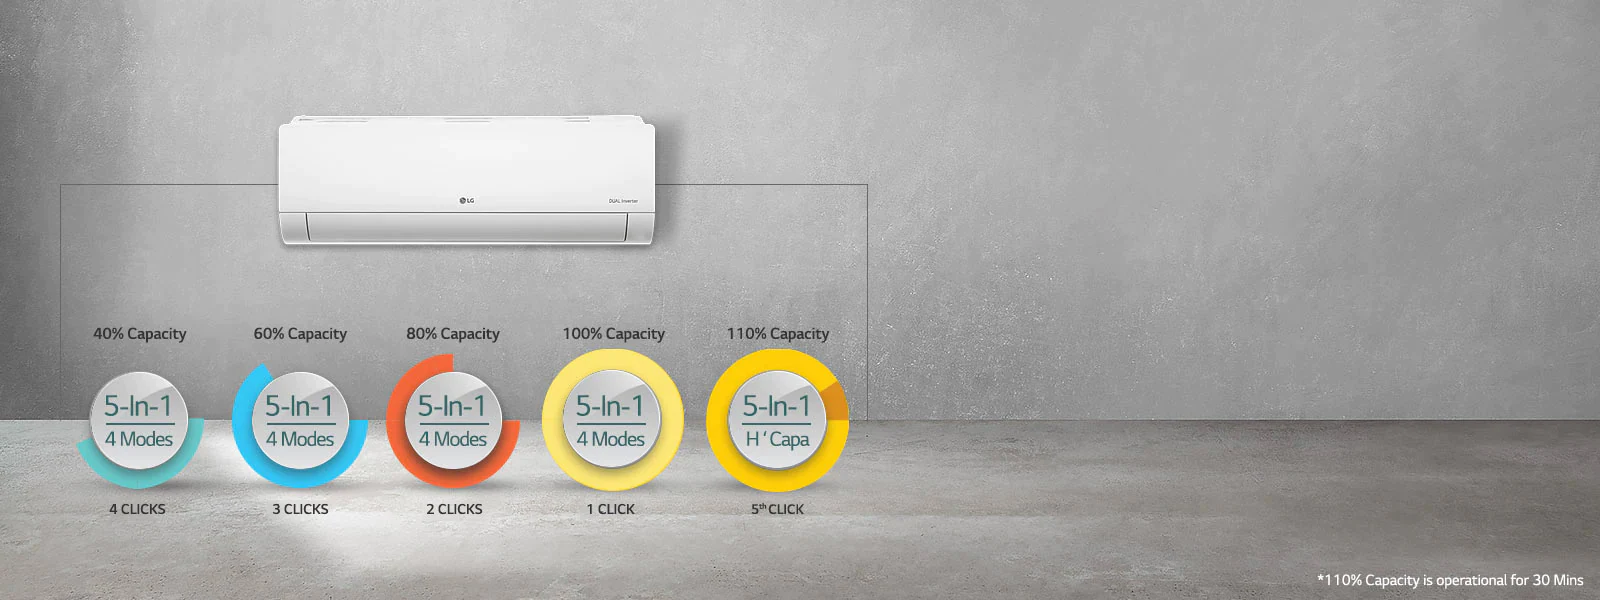 LG
DUAL Inverter
40% Capacity
60% Capacity
80% Capacity
100% Capacity
110% Capacity
5-In-1
4 Modes
5-In-1
4 Modes
5-In-1
4 Modes
5-In-1
4 Modes
5-In-1
H ‘ Capa
4 CLICKS
3 CLICKS
2 CLICKS
1 CLICK
5th CLICK
*110% Capacity is operational for 30 Mins